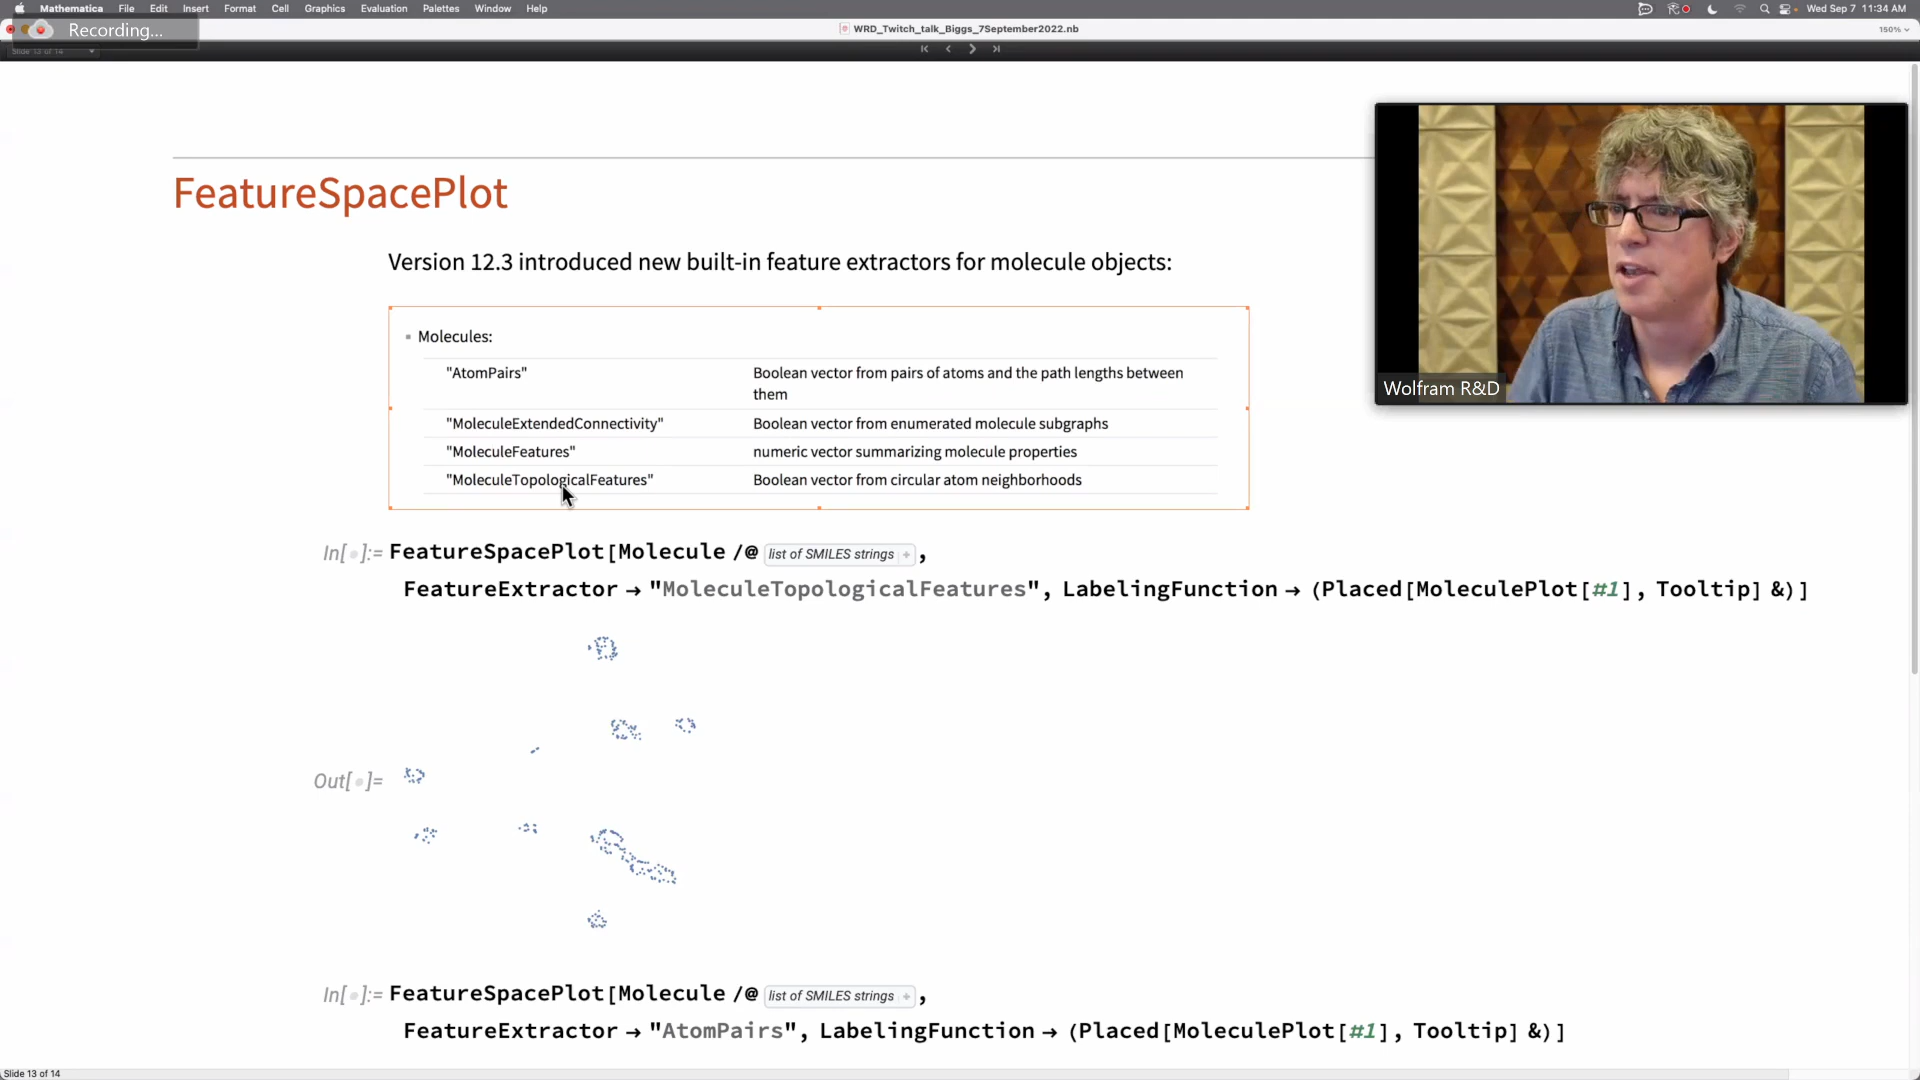 Mathematica File Edit Insert Format Cell Graphics Evaluation Palettes Window Help Wed Sep 7 11:34 AM
Recording...
WRD_Twitch_talk_Biggs_7September2022.nb
150%
Slide 13 of 14
FeatureSpacePlot
Version 12.3 introduced new built-in feature extractors for molecule objects:
Molecules:
"AtomPairs" Boolean vector from pairs of atoms and the path lengths between
them
"MoleculeExtendedConnectivity" Boolean vector from enumerated molecule subgraphs
"MoleculeFeatures" numeric vector summarizing molecule properties
"MoleculeTopologicalFeatures" Boolean vector from circular atom neighborhoods
Wolfram R&D
In[ ]:= FeatureSpacePlot[Molecule /@ list of SMILES strings + ,
FeatureExtractor → "MoleculeTopologicalFeatures", LabelingFunction → (Placed[MoleculePlot[#1], Tooltip] &)]
Out[ ]=
In[ ]:= FeatureSpacePlot[Molecule /@ list of SMILES strings + ,
FeatureExtractor → "AtomPairs", LabelingFunction → (Placed[MoleculePlot[#1], Tooltip] &)]
Slide 13 of 14